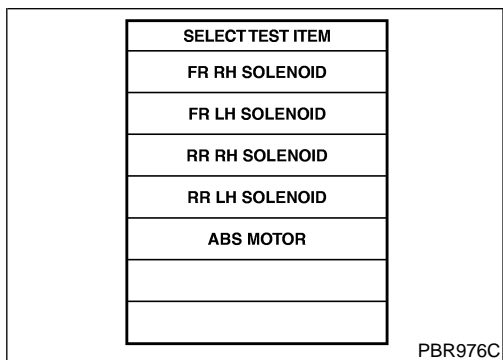 SELECT TEST ITEM
FR RH SOLENOID
FR LH SOLENOID
RR RH SOLENOID
RR LH SOLENOID
ABS MOTOR
PBR976C